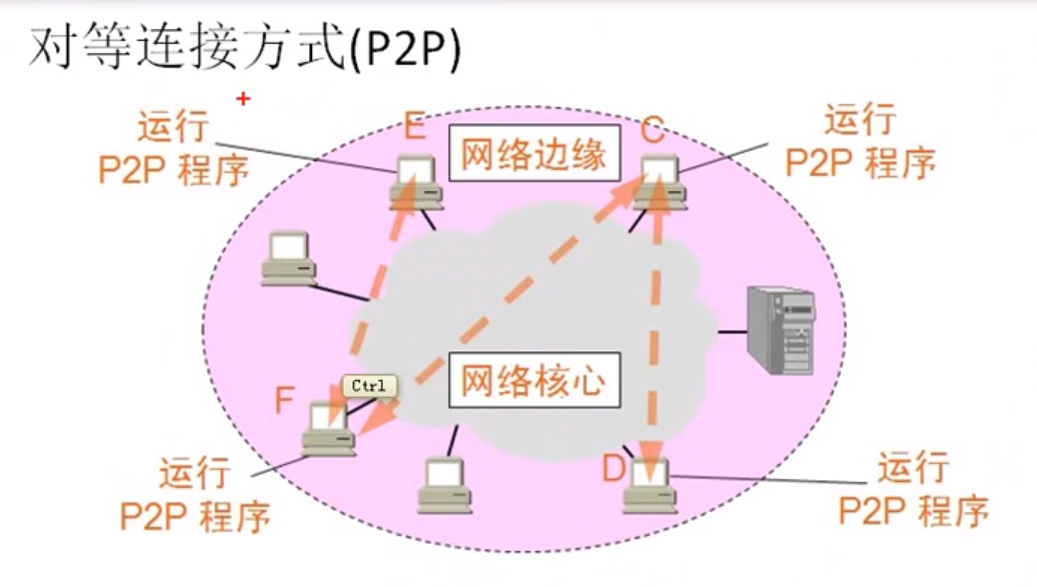 对等连接方式(P2P)
运行
P2P 程序
E
网络边缘
C
运行
P2P 程序
网络核心
Ctrl
F
D
运行
P2P 程序
运行
P2P 程序